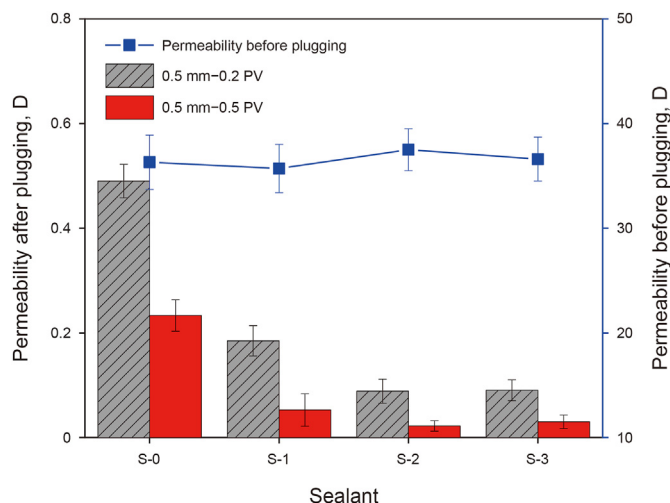 Permeability before plugging
0.5 mm−0.2 PV
0.5 mm−0.5 PV
Permeability after plugging, D
0.8
0.6
0.4
0.2
0
50
40
30
20
10
Permeability before plugging, D
S-0 S-1 S-2 S-3
Sealant